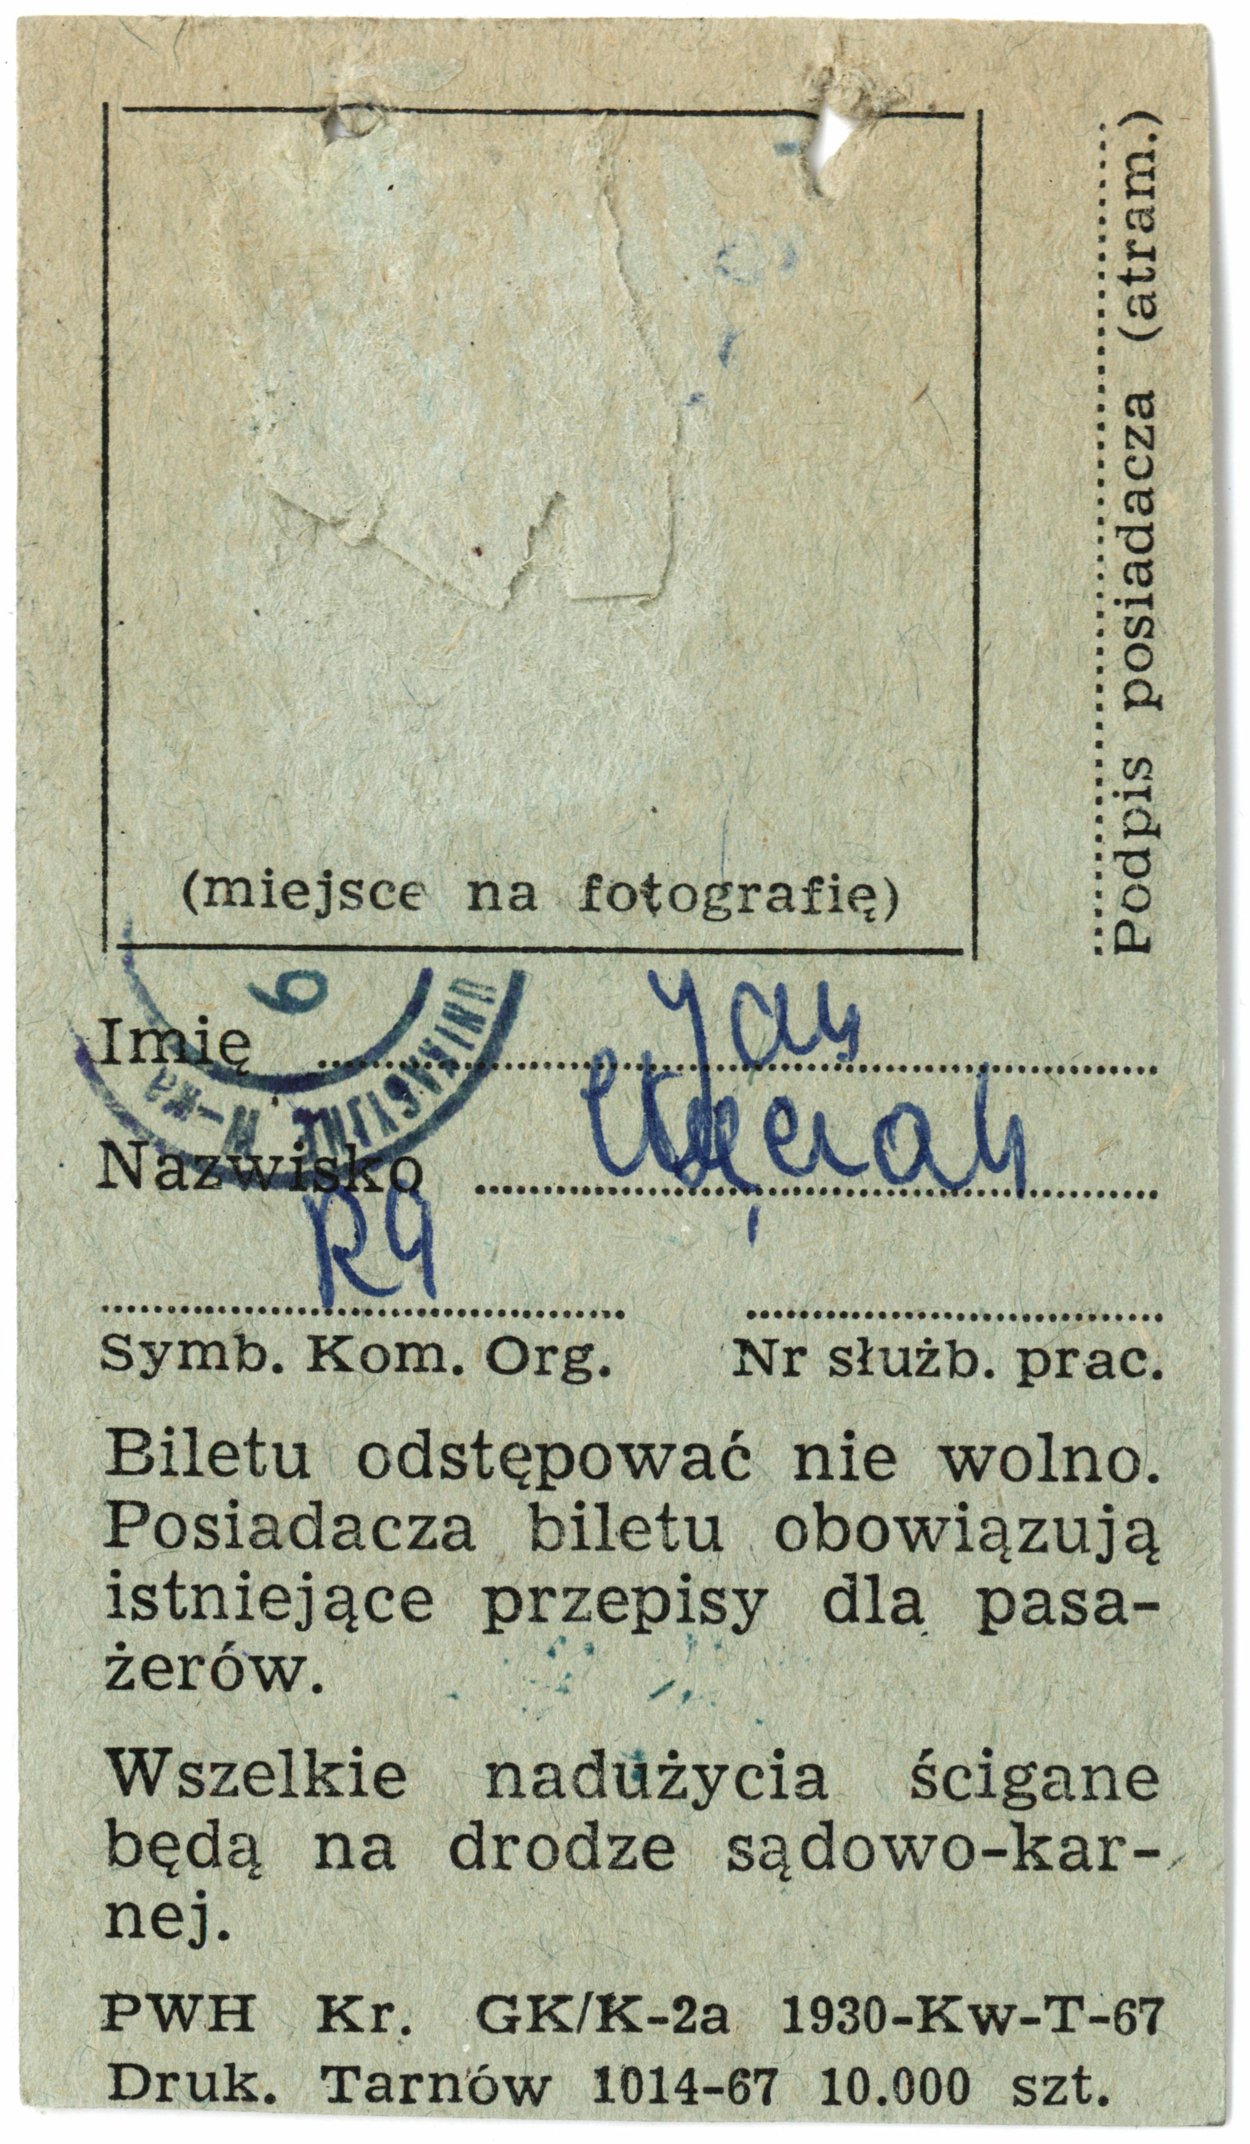 (miejsce na fotografię)
Podpis posiadacza (atram.)
Imię Jan
Nazwisko
R9
Symb. Kom. Org. Nr służb. prac.
Biletu odstępować nie wolno.
Posiadacza biletu obowiązują
istniejące przepisy dla pasa-
żerów.
Wszelkie nadużycia ścigane
będą na drodze sądowo-kar-
nej.
PWH Kr. GK/K-2a 1930-Kw-T-67
Druk. Tarnów 1014-67 10.000 szt.